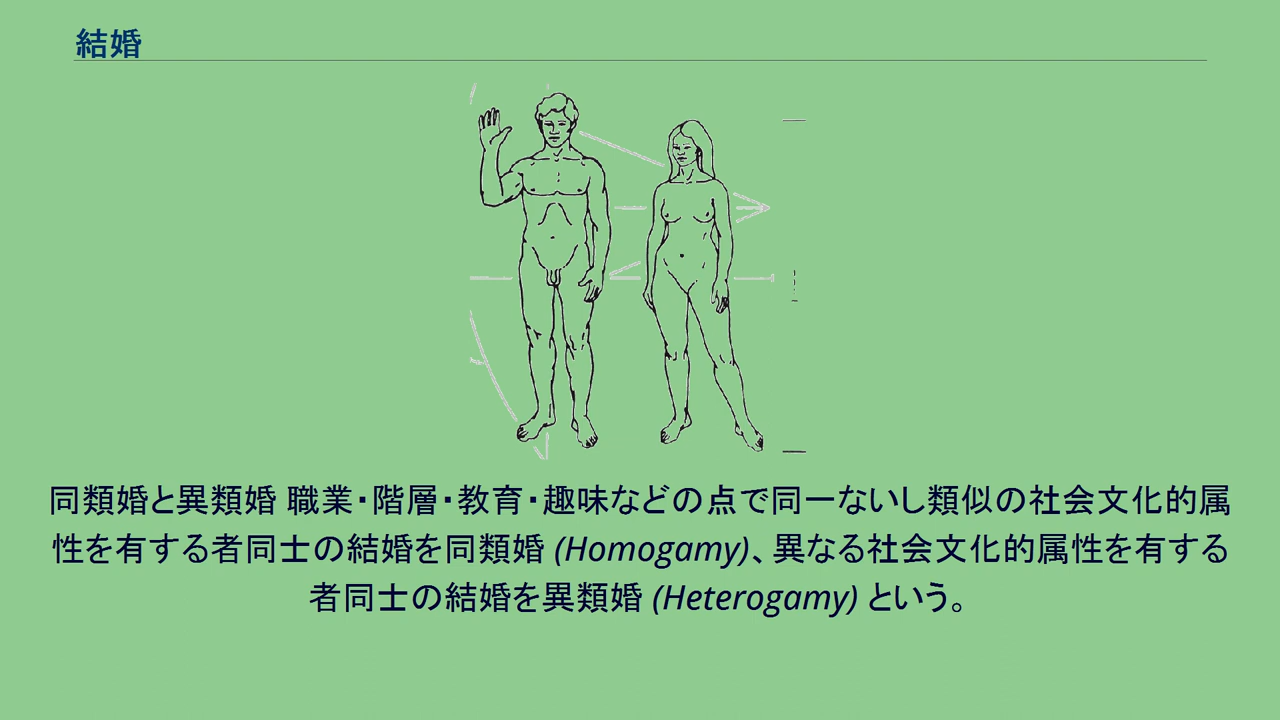 結婚
同類婚と異類婚 職業・階層・教育・趣味などの点で同一ないし類似の社会文化的属
性を有する者同士の結婚を同類婚 (Homogamy)、異なる社会文化的属性を有する
者同士の結婚を異類婚 (Heterogamy) という。